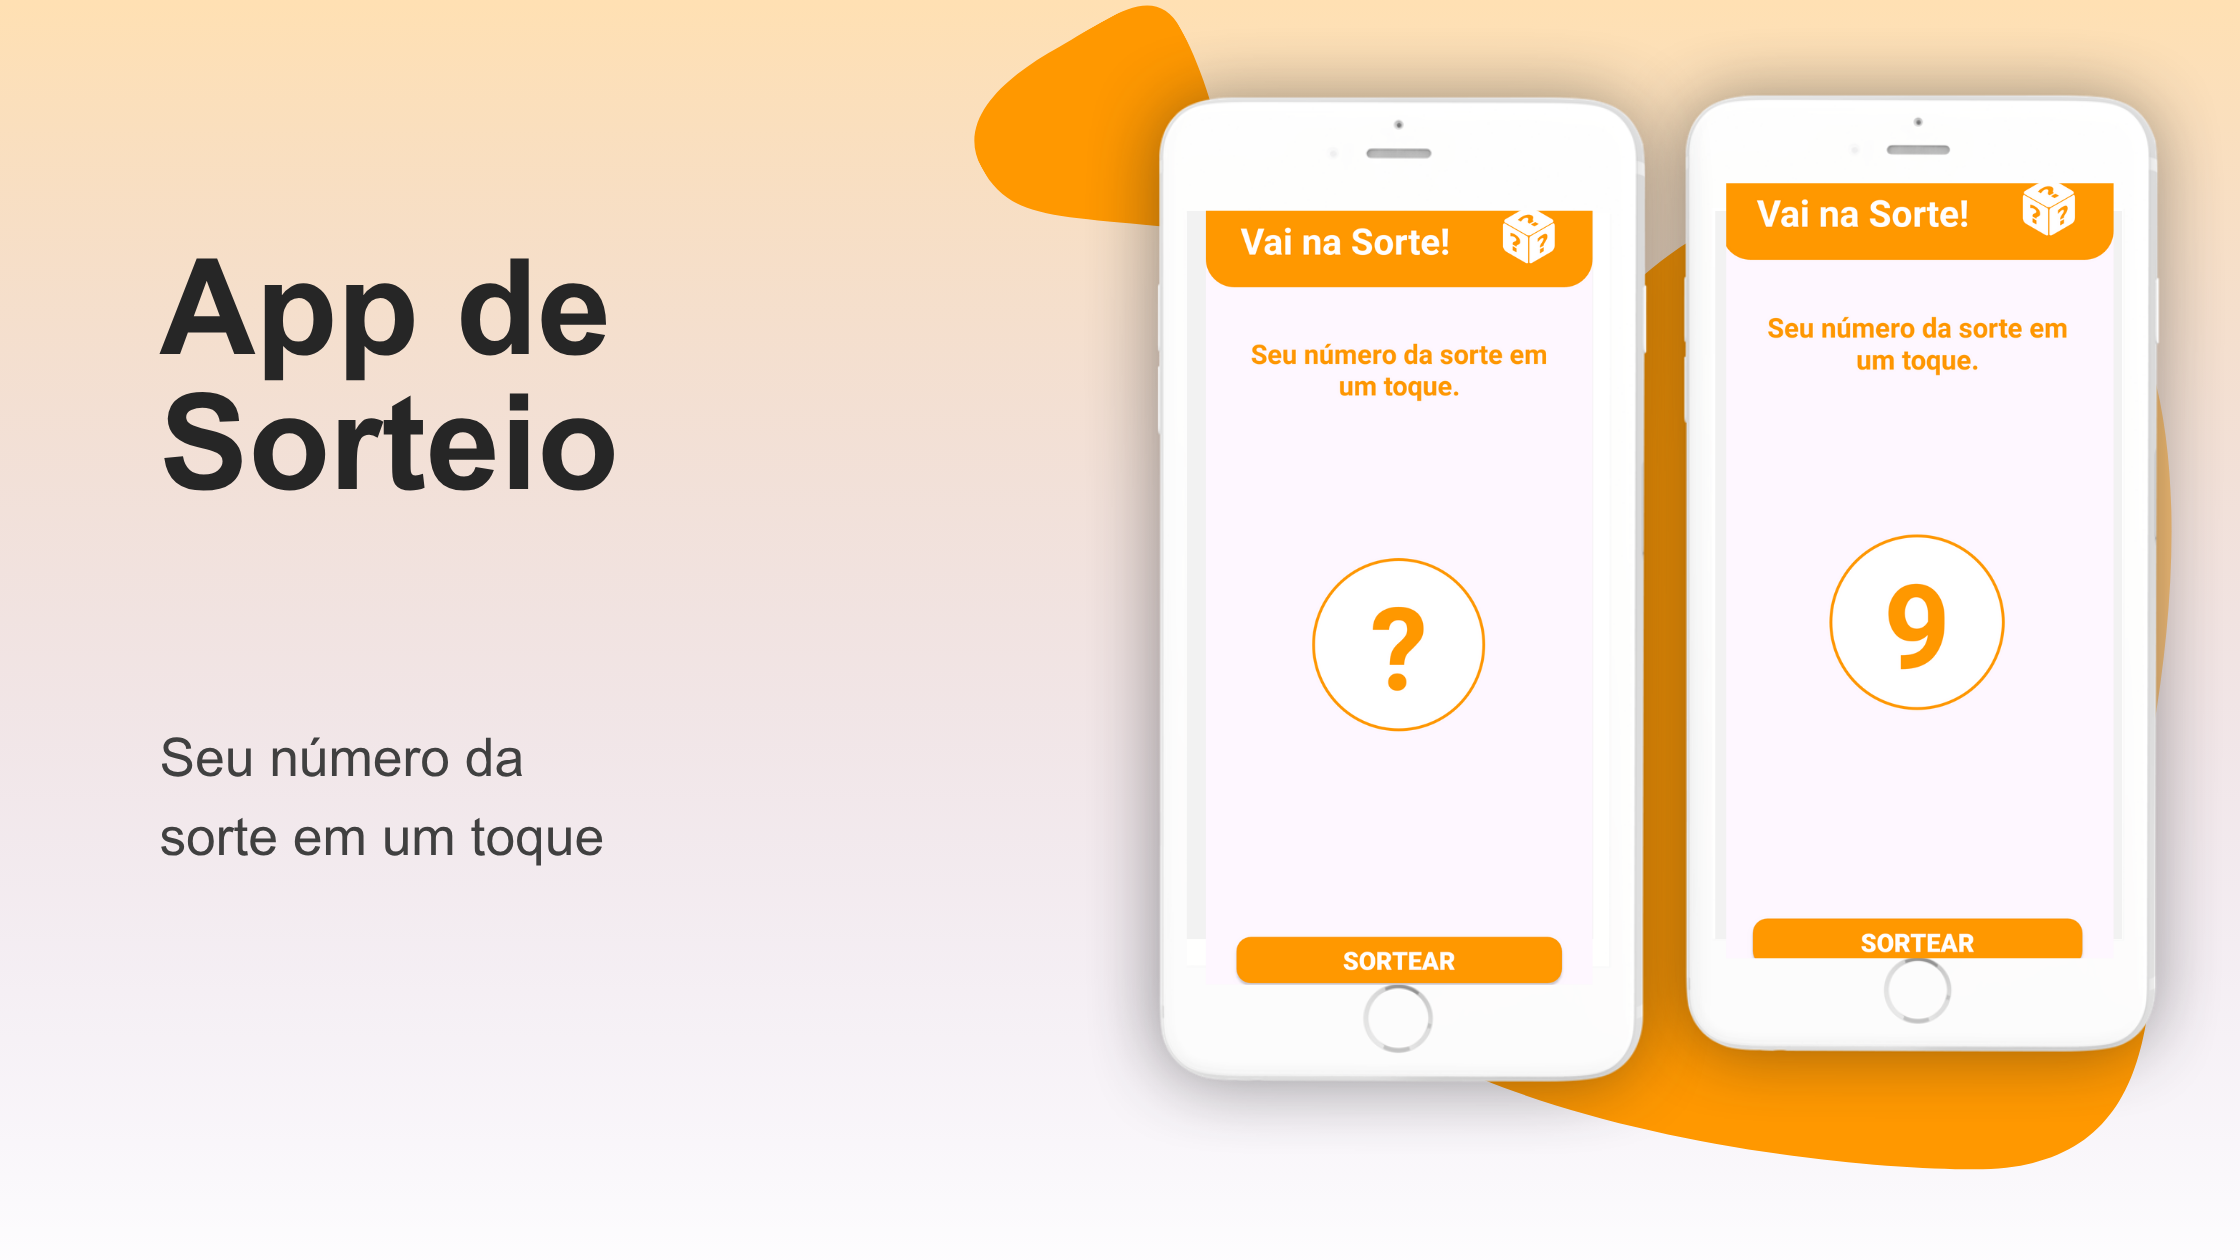 App de
Sorteio
Seu número da
sorte em um toque
Vai na Sorte!
? ? ?
Seu número da sorte em
um toque.
?
SORTEAR
Vai na Sorte!
? ? ?
Seu número da sorte em
um toque.
9
SORTEAR